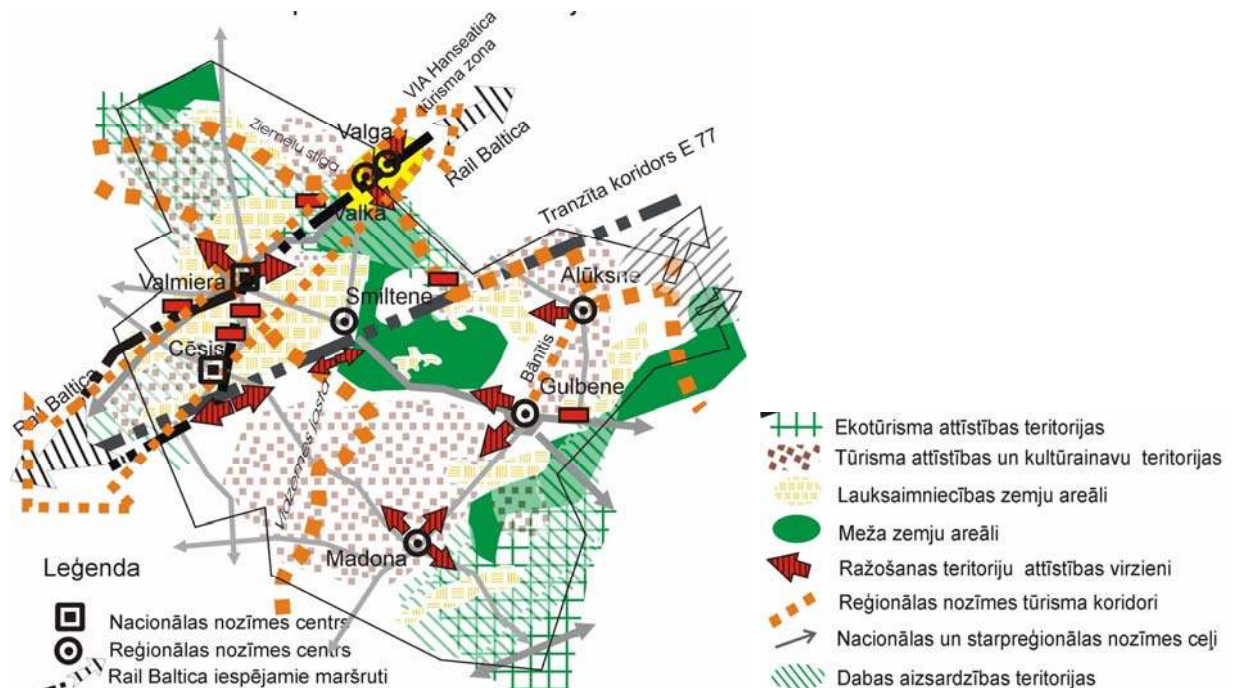 VIA Hanseatica
tūrisma zona
Ziemeļu stīga
Valga
Rail Baltica
Valka
Tranzīta koridors E 77
Valmiera
Smiltene
Alūksne
Cēsis
Bānītis
Gulbene
Rail Baltica
Vidzemes
Madona
Leģenda
Nacionālas nozīmes centrs
Reģionālas nozīmes centrs
Rail Baltica iespējamie maršruti
Ekotūrisma attīstības teritorijas
Tūrisma attīstības un kultūrainavu teritorijas
Lauksaimniecības zemju areāli
Meža zemju areāli
Ražošanas teritoriju attīstības virzieni
Reģionālas nozīmes tūrisma koridori
Nacionālas un starpreģionālas nozīmes ceļi
Dabas aizsardzības teritorijas